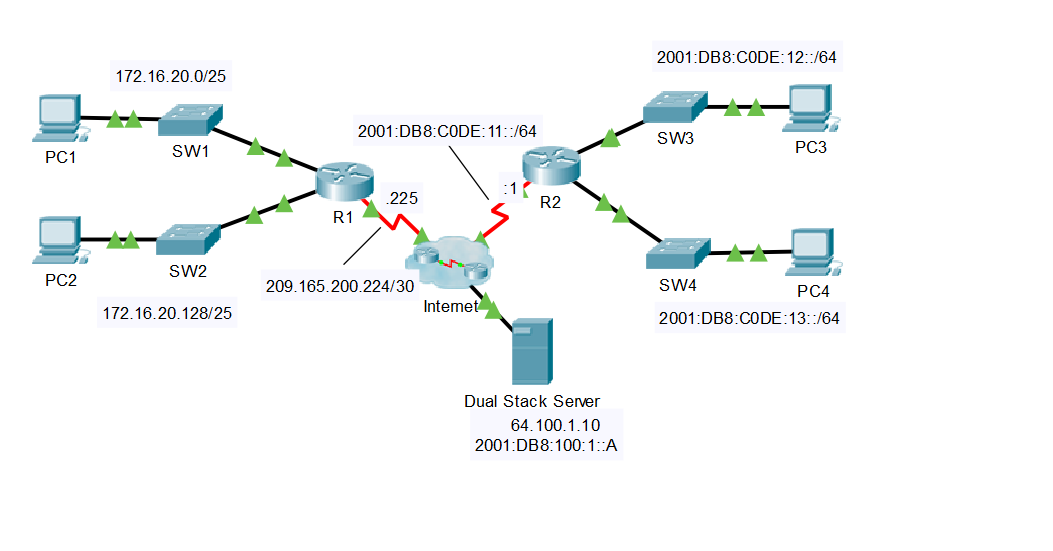 2001:DB8:C0DE:12::/64
172.16.20.0/25
PC1
SW1
2001:DB8:C0DE:11::/64
SW3
PC3
.225
:1
R1
R2
PC2
SW2
SW4
PC4
209.165.200.224/30
Internet
172.16.20.128/25
2001:DB8:C0DE:13::/64
Dual Stack Server
64.100.1.10
2001:DB8:100:1::A